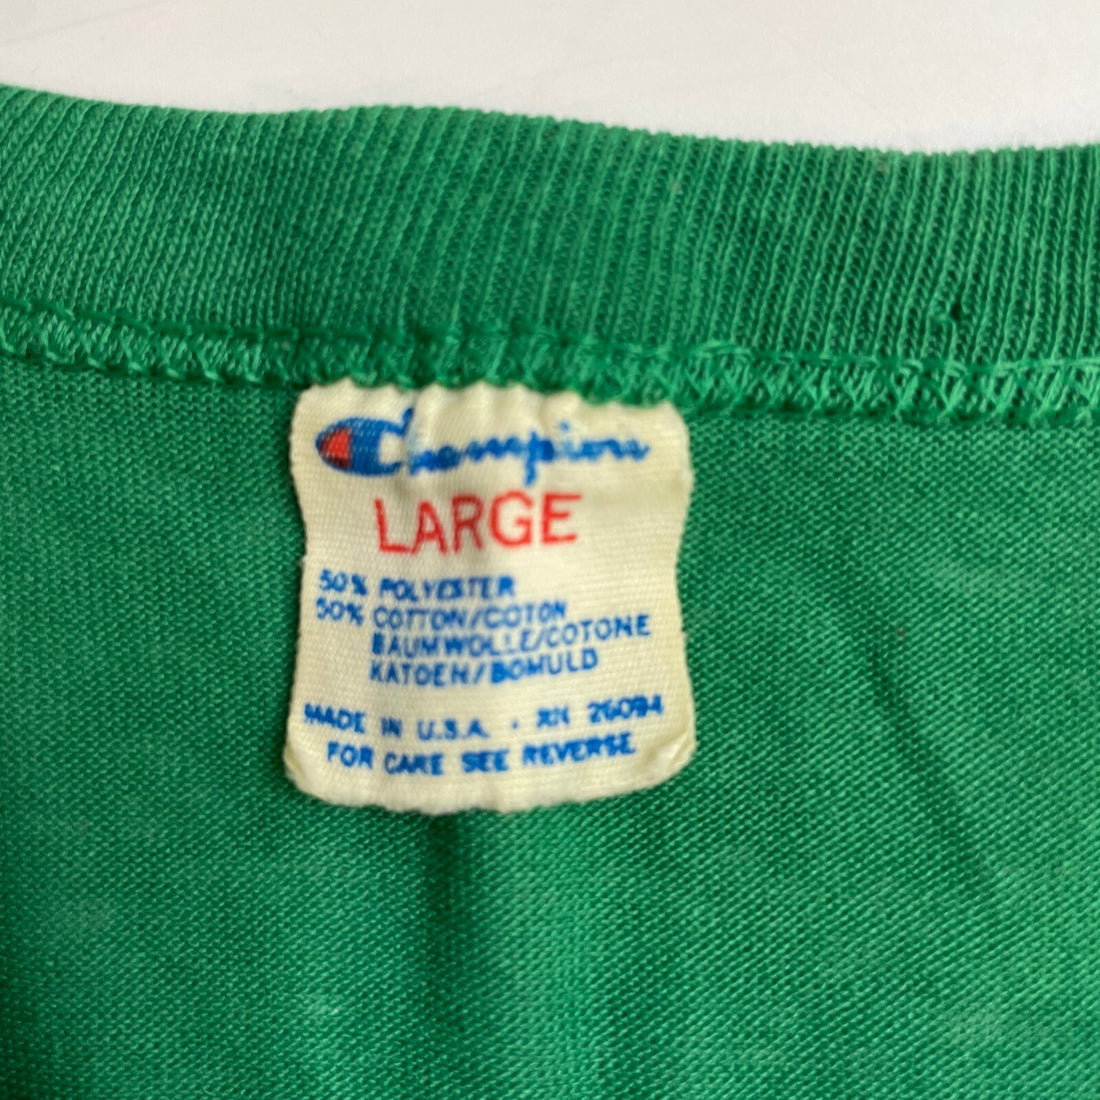 Champion
LARGE
50% POLYESTER
50% COTTON/COTON
BAUMWOLLE/COTONE
KATOEN/BOMULD
MADE IN U.S.A. · RN 26094
FOR CARE SEE REVERSE